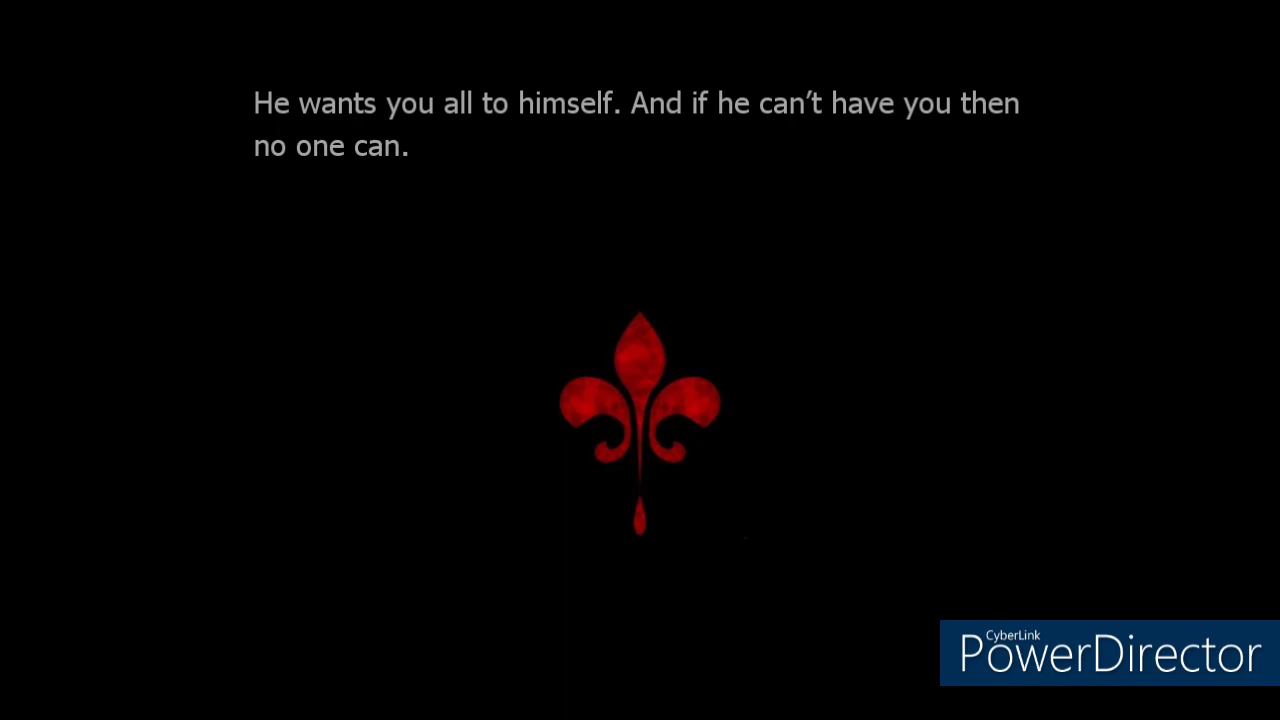 He wants you all to himself. And if he can’t have you then
no one can.
CyberLink
PowerDirector